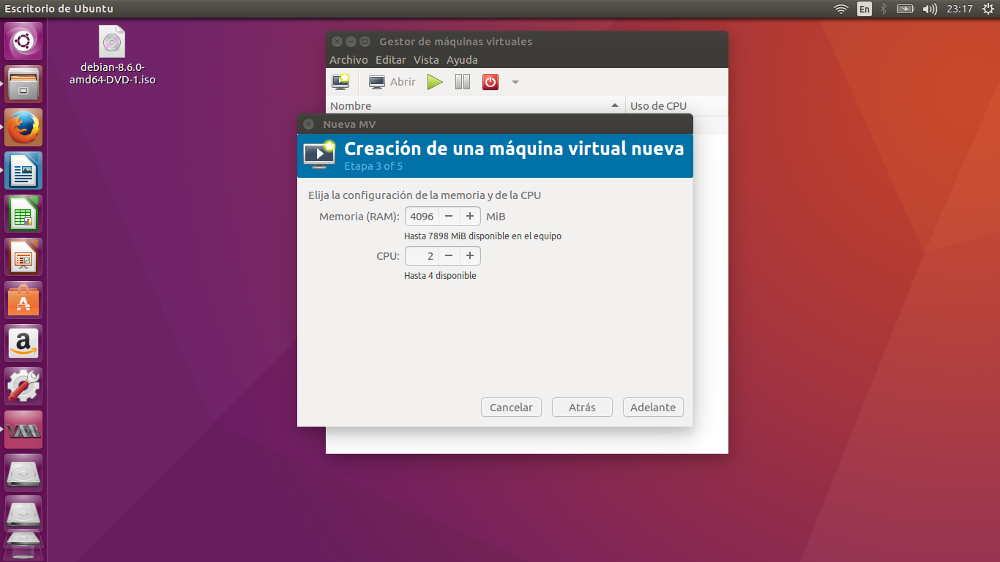 Escritorio de Ubuntu
En
23:17
debian-8.6.0-
amd64-DVD-1.iso
Gestor de máquinas virtuales
Archivo Editar Vista Ayuda
Abrir
Nombre
Uso de CPU
Nueva MV
Creación de una máquina virtual nueva
Etapa 3 of 5
Elija la configuración de la memoria y de la CPU
Memoria (RAM): 4096 − + MiB
Hasta 7898 MiB disponible en el equipo
CPU: 2 − +
Hasta 4 disponible
Cancelar
Atrás
Adelante